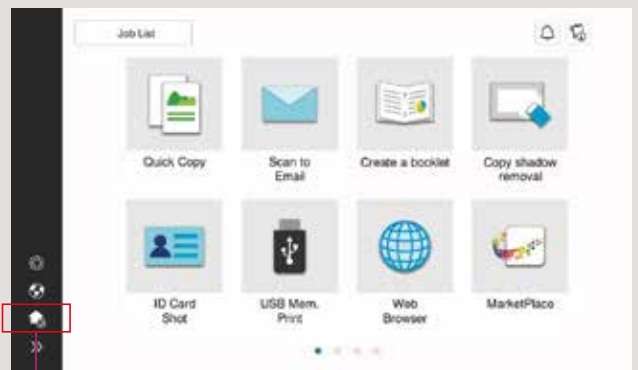 Job List
Quick Copy
Scan to
Email
Create a booklet
Copy shadow
removal
ID Card
Shot
USB Mem.
Print
Web
Browser
MarketPlace